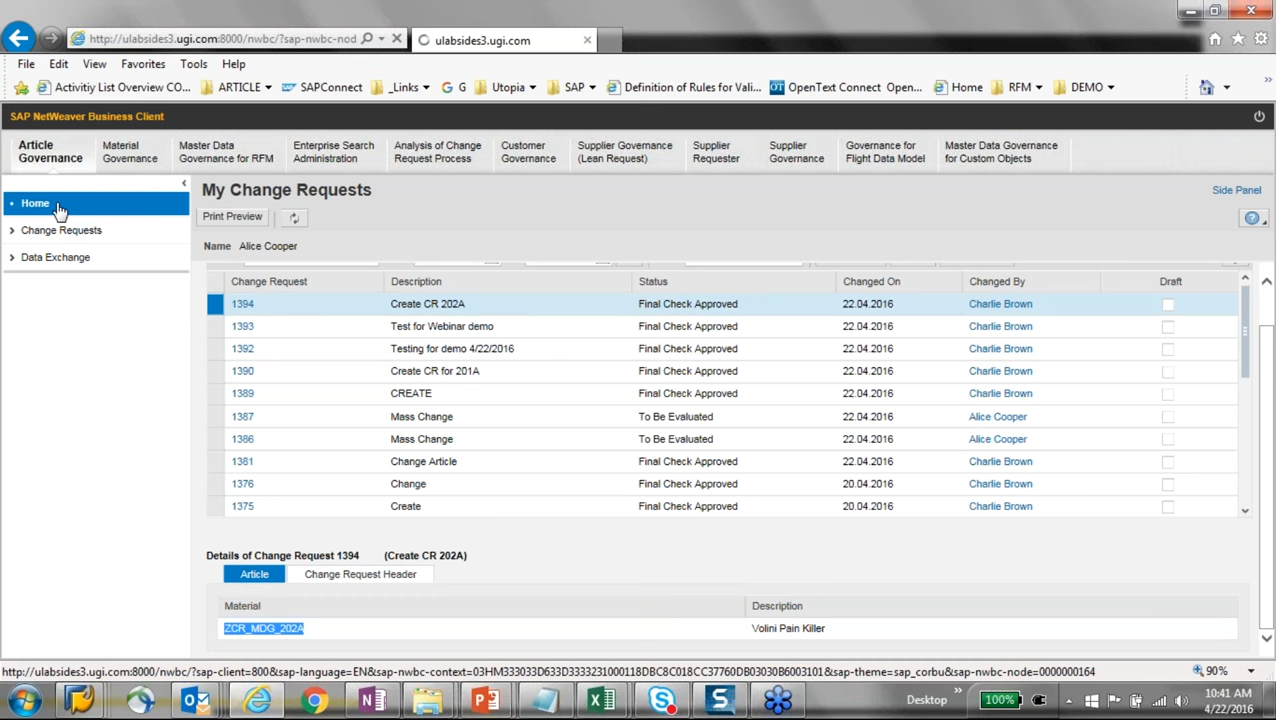 http://ulabsides3.ugi.com:8000/nwbc/?sap-nwbc-nod
ulabsides3.ugi.com
File Edit View Favorites Tools Help
Activitiy List Overview CO... ARTICLE SAPConnect _Links G Utopia SAP Definition of Rules for Vali... OpenText Connect Open... Home RFM DEMO
SAP NetWeaver Business Client
Article Governance
Material Governance
Master Data Governance for RFM
Enterprise Search Administration
Analysis of Change Request Process
Customer Governance
Supplier Governance (Lean Request)
Supplier Requester
Supplier Governance
Governance for Flight Data Model
Master Data Governance for Custom Objects
Home
Change Requests
Data Exchange
My Change Requests
Side Panel
Print Preview
Name Alice Cooper
Change Request Description Status Changed On Changed By Draft
1394 Create CR 202A Final Check Approved 22.04.2016 Charlie Brown
1393 Test for Webinar demo Final Check Approved 22.04.2016 Charlie Brown
1392 Testing for demo 4/22/2016 Final Check Approved 22.04.2016 Charlie Brown
1390 Create CR for 201A Final Check Approved 22.04.2016 Charlie Brown
1389 CREATE Final Check Approved 22.04.2016 Charlie Brown
1387 Mass Change To Be Evaluated 22.04.2016 Alice Cooper
1386 Mass Change To Be Evaluated 22.04.2016 Alice Cooper
1381 Change Article Final Check Approved 22.04.2016 Charlie Brown
1376 Change Final Check Approved 20.04.2016 Charlie Brown
1375 Create Final Check Approved 20.04.2016 Charlie Brown
Details of Change Request 1394 (Create CR 202A)
Article Change Request Header
Material Description
ZCR_MDG_202A Volini Pain Killer
http://ulabsides3.ugi.com:8000/nwbc/?sap-client=800&sap-language=EN&sap-nwbc-context=03HM333033D633D3333231000118DBC8C018CC37760DB03030B6003101&sap-theme=sap_corbu&sap-nwbc-node=0000000164
90%
Desktop
100%
10:41 AM
4/22/2016